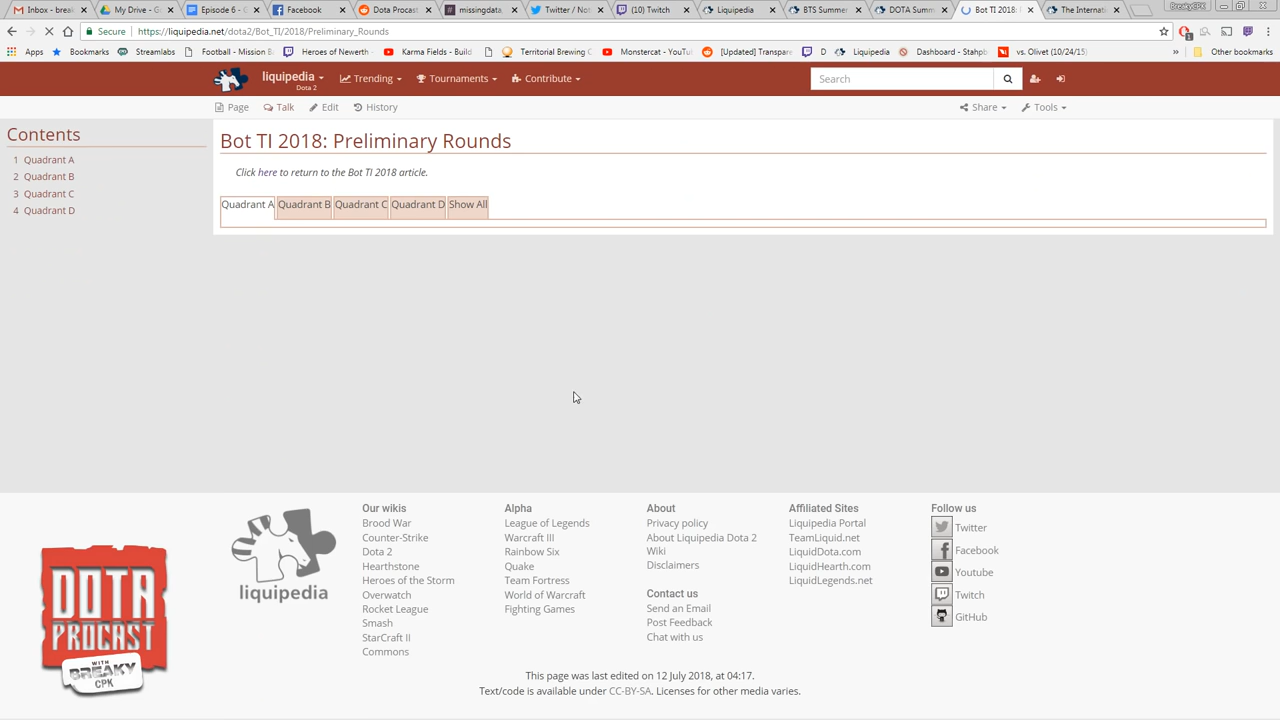 Inbox - break
My Drive - G
Episode 6 - G
Facebook
Dota Procast
missingdata
Twitter / Not
(10) Twitch
Liquipedia
BTS Summer
DOTA Summ
Bot TI 2018:
The Internati
BreakyCPK
Secure
https://liquipedia.net/dota2/Bot_TI/2018/Preliminary_Rounds
Apps
Bookmarks
Streamlabs
Football - Mission B
Heroes of Newerth
Karma Fields - Build
Territorial Brewing C
Monstercat - YouTu
[Updated] Transpare
D
Liquipedia
Dashboard - Stahpb
vs. Olivet (10/24/15)
»
Other bookmarks
liquipedia
Dota 2
Trending
Tournaments
Contribute
Search
Page
Talk
Edit
History
Share
Tools
Contents
1 Quadrant A
2 Quadrant B
3 Quadrant C
4 Quadrant D
Bot TI 2018: Preliminary Rounds
Click here to return to the Bot TI 2018 article.
Quadrant A
Quadrant B
Quadrant C
Quadrant D
Show All
DOTA
PROCAST
WITH
BREAKY
CPK
liquipedia
Our wikis
Brood War
Counter-Strike
Dota 2
Hearthstone
Heroes of the Storm
Overwatch
Rocket League
Smash
StarCraft II
Commons
Alpha
League of Legends
Warcraft III
Rainbow Six
Quake
Team Fortress
World of Warcraft
Fighting Games
About
Privacy policy
About Liquipedia Dota 2
Wiki
Disclaimers
Contact us
Send an Email
Post Feedback
Chat with us
Affiliated Sites
Liquipedia Portal
TeamLiquid.net
LiquidDota.com
LiquidHearth.com
LiquidLegends.net
Follow us
Twitter
Facebook
Youtube
Twitch
GitHub
This page was last edited on 12 July 2018, at 04:17.
Text/code is available under CC-BY-SA. Licenses for other media varies.